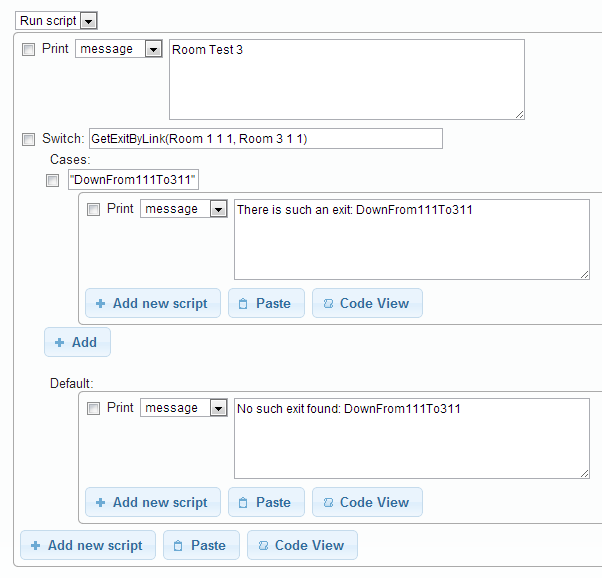 Run script
Print message Room Test 3
Switch: GetExitByLink(Room 1 1 1, Room 3 1 1)
Cases:
"DownFrom111To311"
Print message There is such an exit: DownFrom111To311
+ Add new script Paste Code View
+ Add
Default:
Print message No such exit found: DownFrom111To311
+ Add new script Paste Code View
+ Add new script Paste Code View